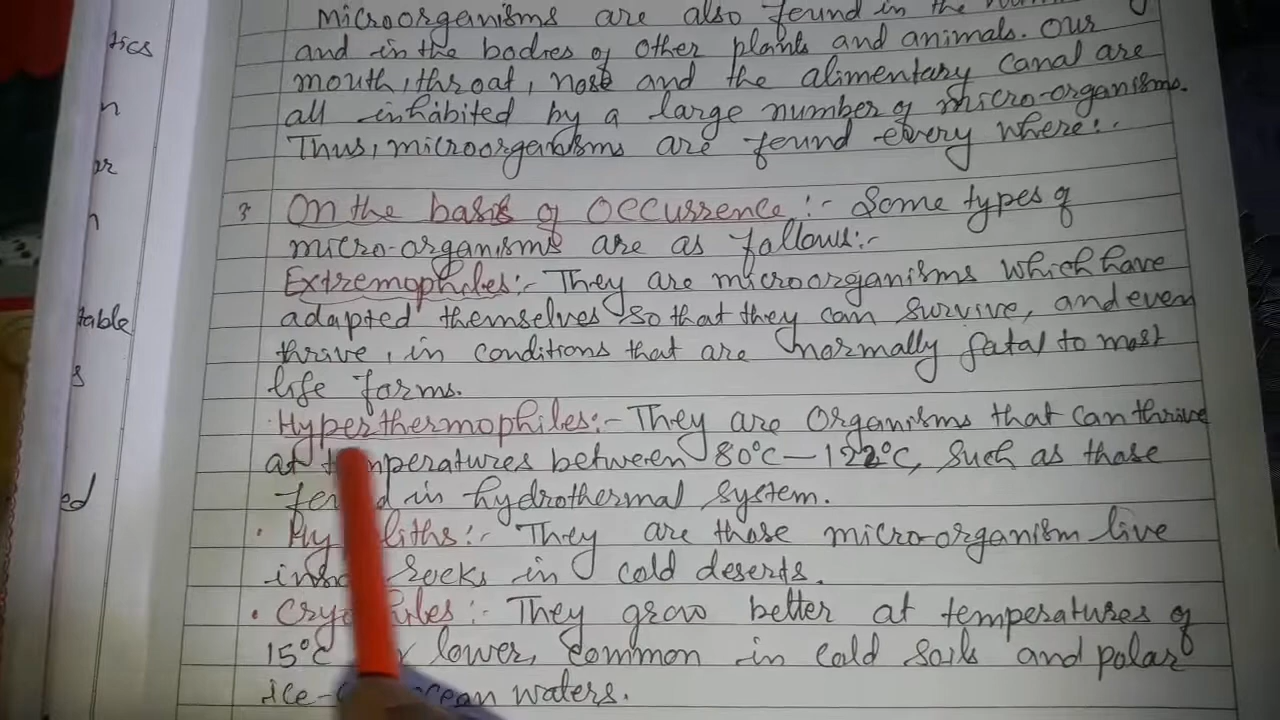 tics
n
ar
n
table
s
ed
microorganisms are also found in the
and in the bodies of other plants and animals. Our
mouth, throat, nose and the alimentary canal are
all inhabited by a large number of micro-organisms.
Thus, microorganisms are found every where:.
3 On the basis of Occurrence :- Some types of
micro-organisms are as follows:-
Extremophiles:- They are microorganisms which have
adapted themselves so that they can survive, and even
thrive, in conditions that are normally fatal to most
life forms.
Hyperthermophiles:- They are Organisms that can thrive
at temperatures between 80°C - 122°C, such as those
in hydrothermal system.
• liths:- They are those micro-organism live
rocks in cold deserts.
• :- They grow better at temperatures of
15°C lower, common in cold soils and polar
ice- ocean waters.